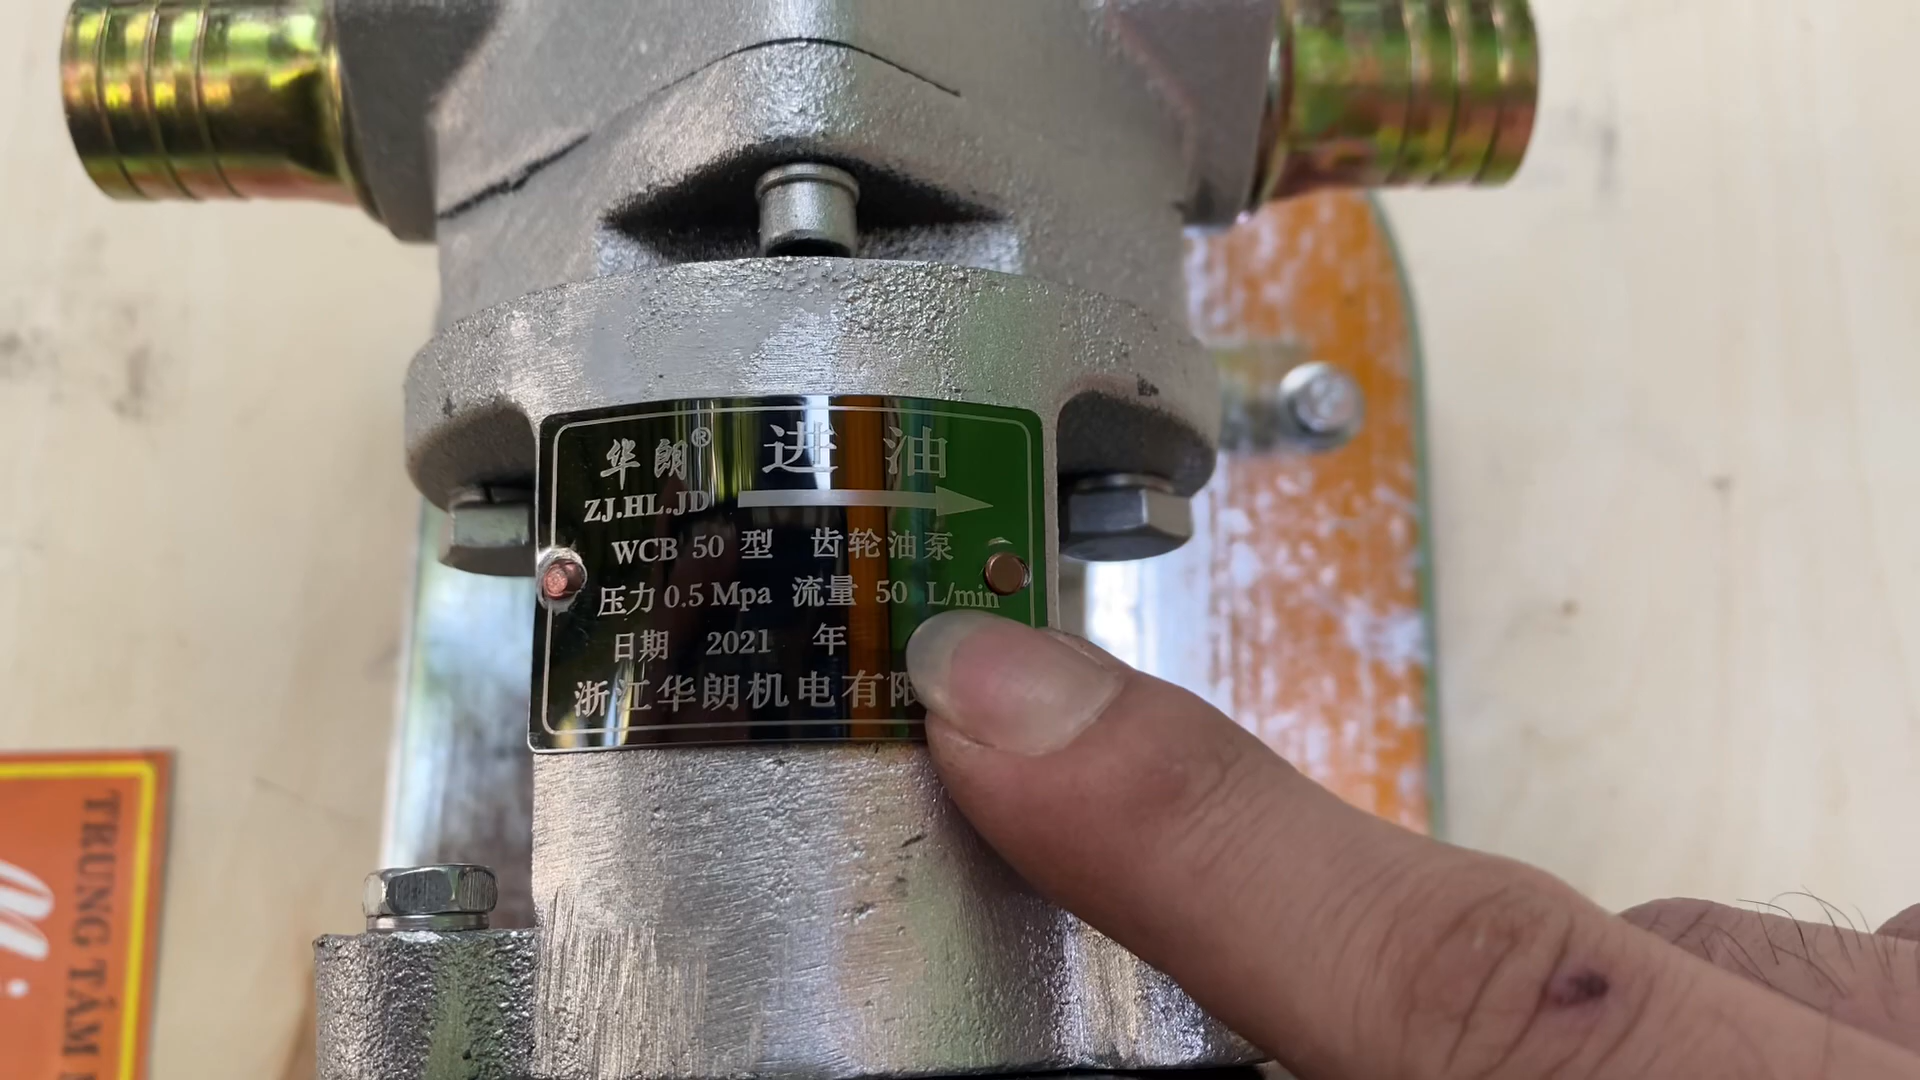 华朗® 进 油
ZJ.HL.JD
WCB 50 型 齿轮油泵
压力 0.5 Mpa 流量 50 L/min
日期 2021 年
浙江华朗机电有限
TRUNG TÂM